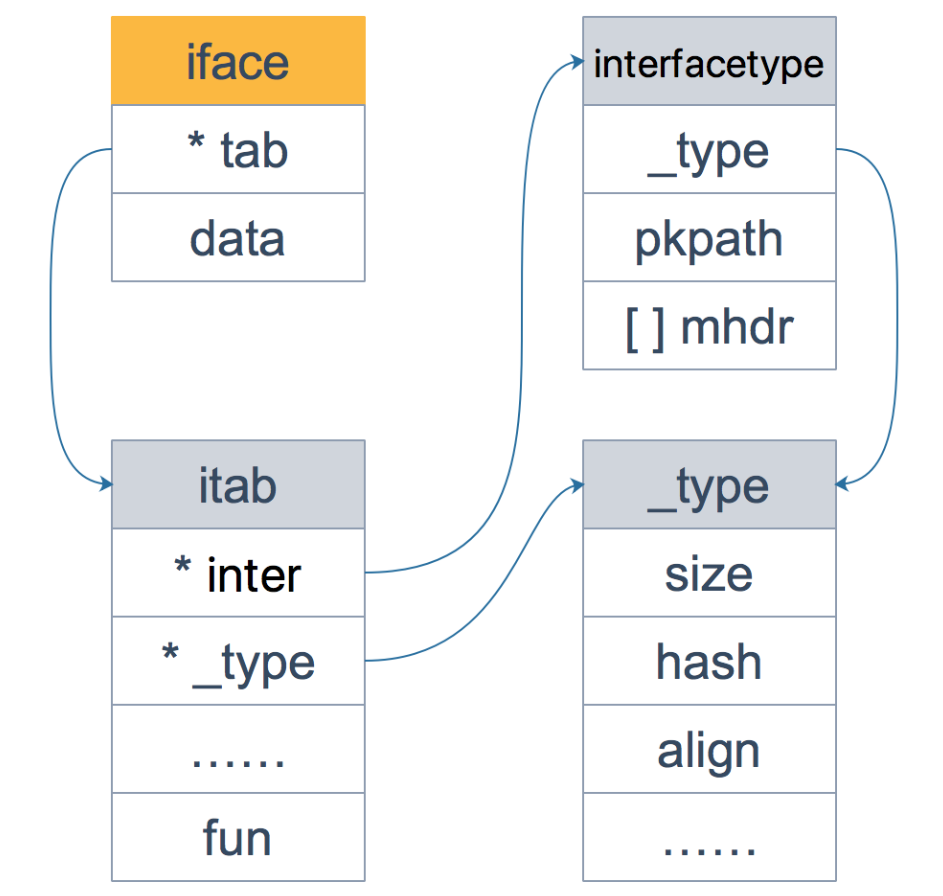 iface
* tab
data
interfacetype
_type
pkpath
[ ] mhdr
itab
* inter
* _type
......
fun
_type
size
hash
align
......